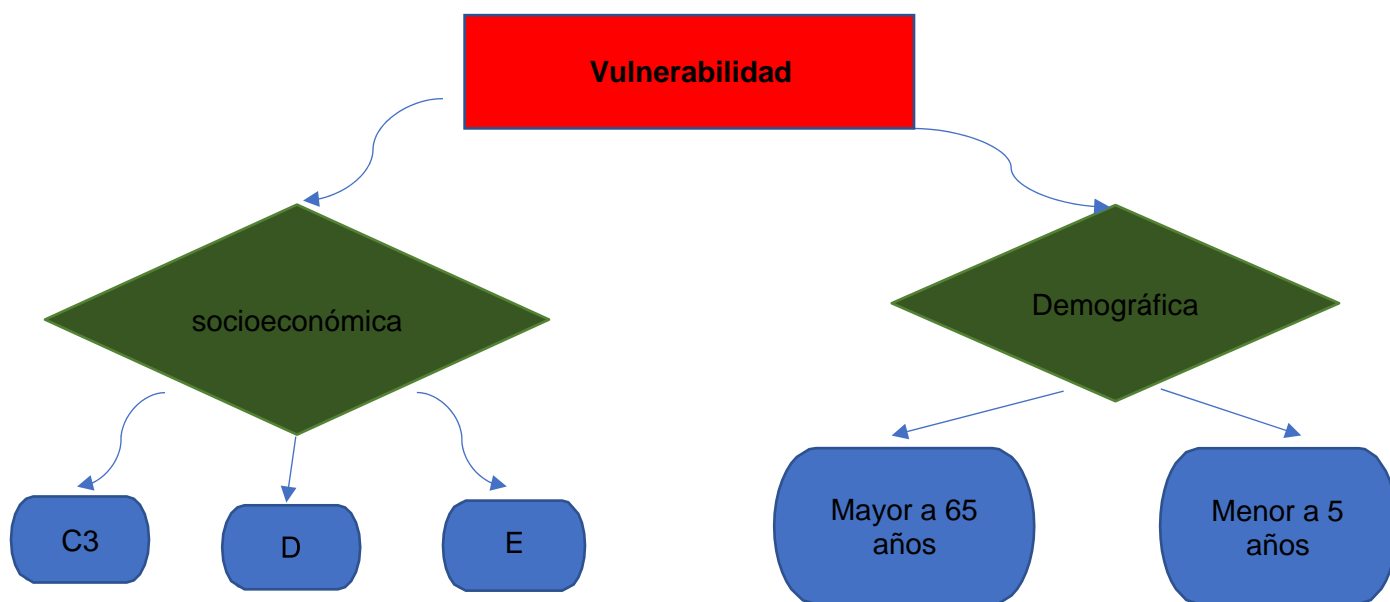 Vulnerabilidad
socioeconómica
Demográfica
C3
D
E
Mayor a 65
años
Menor a 5
años